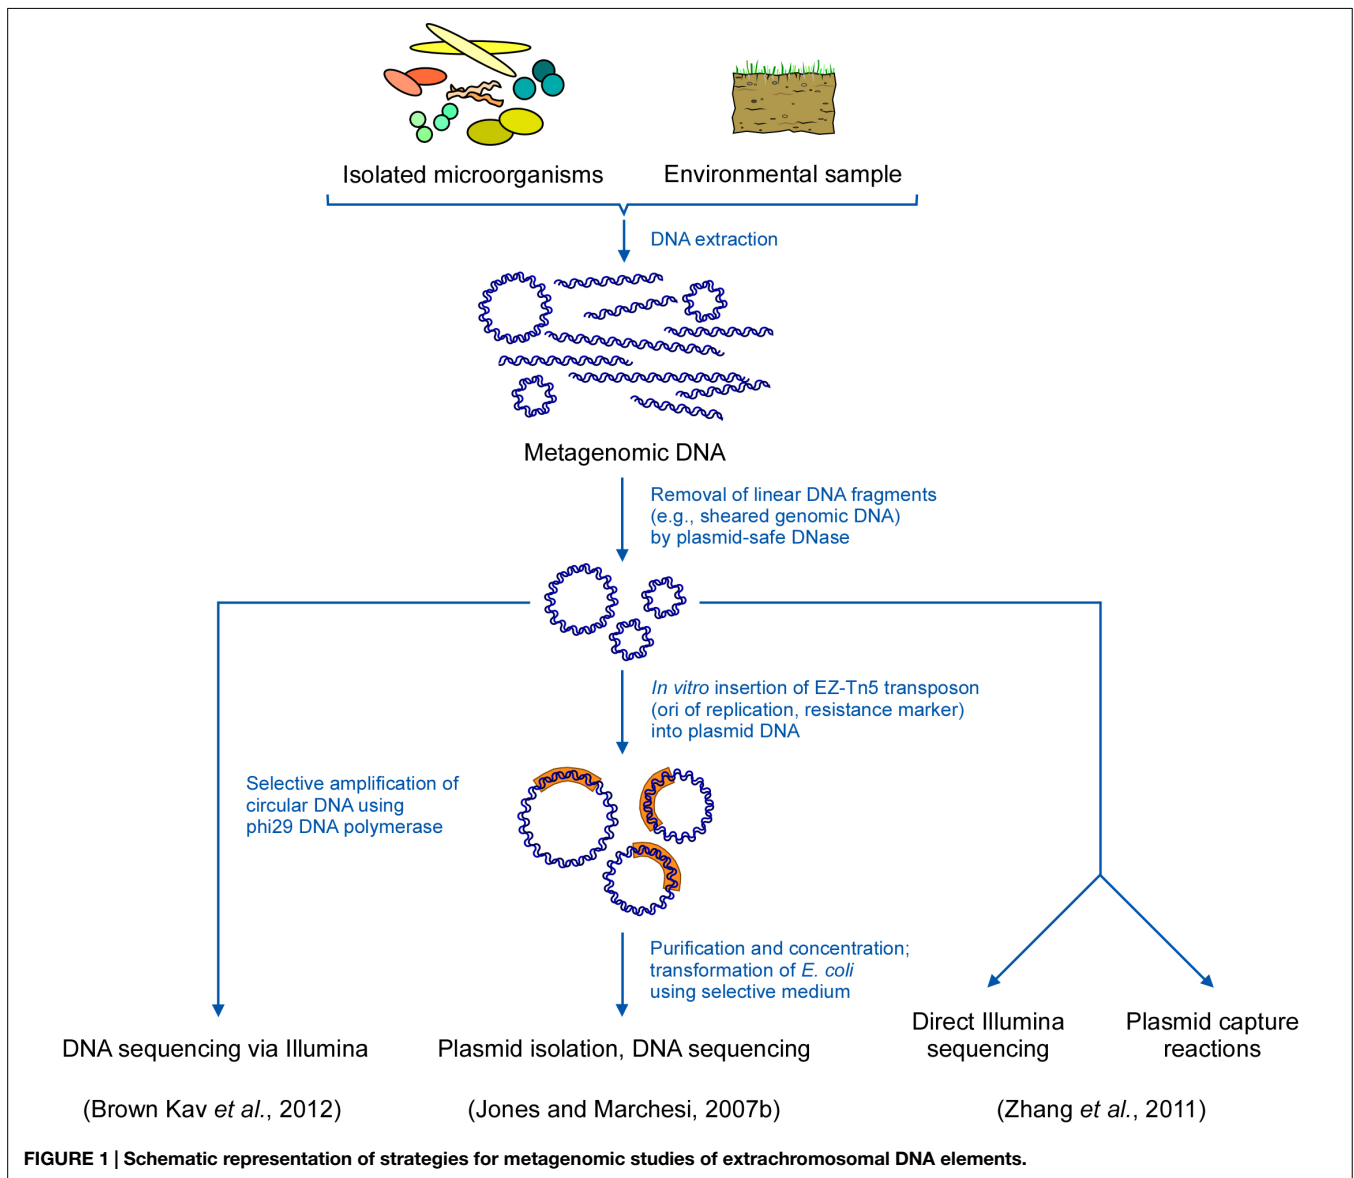 Isolated microorganisms
Environmental sample
DNA extraction
Metagenomic DNA
Removal of linear DNA fragments
(e.g., sheared genomic DNA)
by plasmid-safe DNase
In vitro insertion of EZ-Tn5 transposon
(ori of replication, resistance marker)
into plasmid DNA
Selective amplification of
circular DNA using
phi29 DNA polymerase
Purification and concentration;
transformation of E. coli
using selective medium
DNA sequencing via Illumina
(Brown Kav et al., 2012)
Plasmid isolation, DNA sequencing
(Jones and Marchesi, 2007b)
Direct Illumina
sequencing
Plasmid capture
reactions
(Zhang et al., 2011)
FIGURE 1 | Schematic representation of strategies for metagenomic studies of extrachromosomal DNA elements.